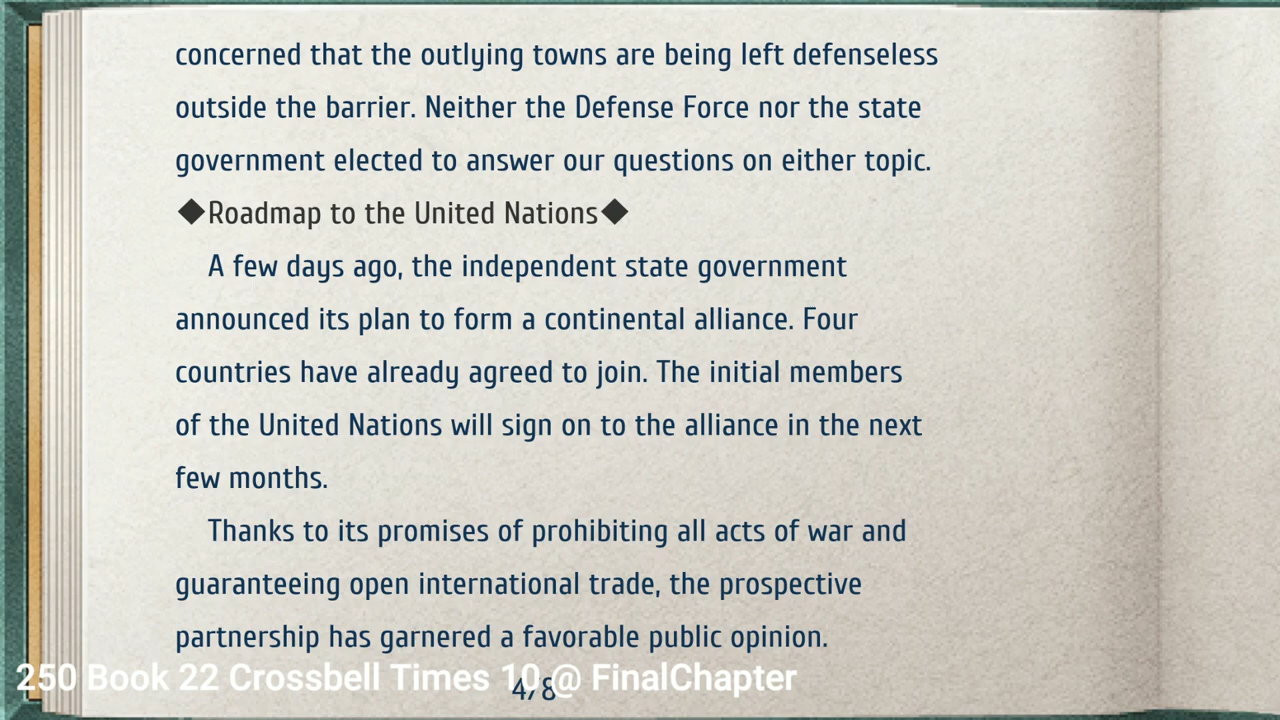 concerned that the outlying towns are being left defenseless
outside the barrier. Neither the Defense Force nor the state
government elected to answer our questions on either topic.
◆Roadmap to the United Nations◆
A few days ago, the independent state government
announced its plan to form a continental alliance. Four
countries have already agreed to join. The initial members
of the United Nations will sign on to the alliance in the next
few months.
Thanks to its promises of prohibiting all acts of war and
guaranteeing open international trade, the prospective
partnership has garnered a favorable public opinion.
250 Book 22 Crossbell Times 10 @ FinalChapter
4/8